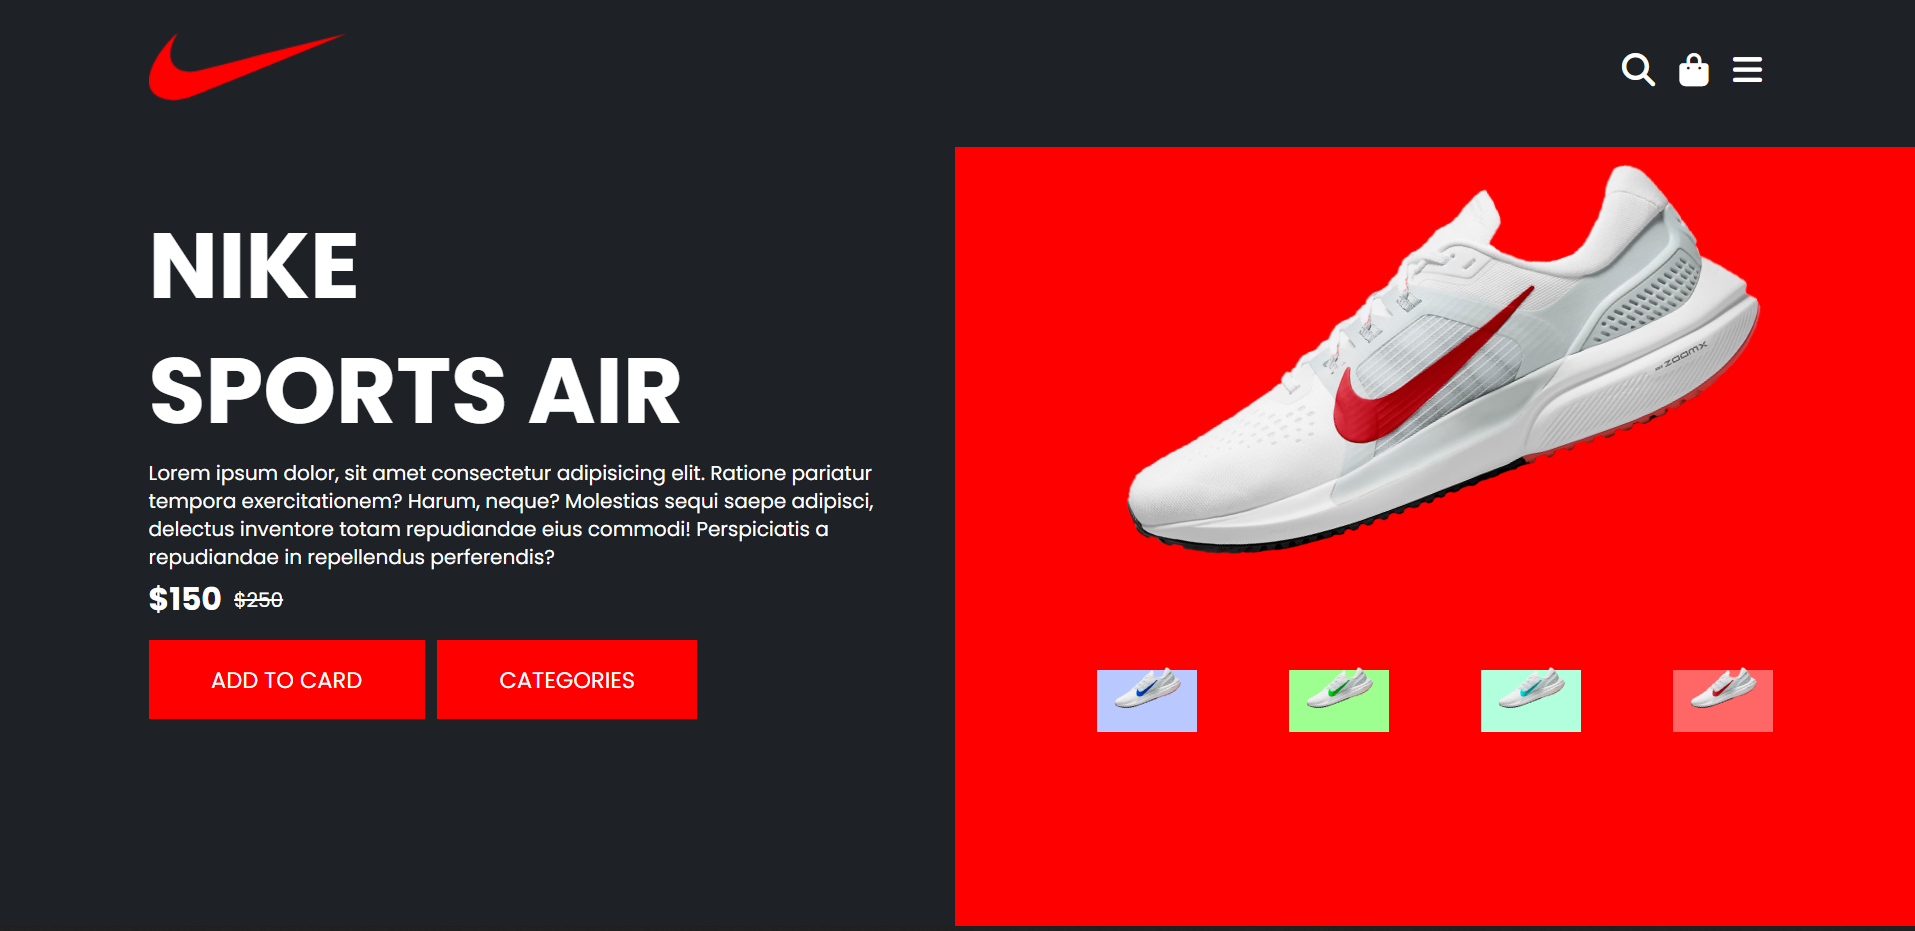 NIKE
SPORTS AIR
Lorem ipsum dolor, sit amet consectetur adipisicing elit. Ratione pariatur
tempora exercitationem? Harum, neque? Molestias sequi saepe adipisci,
delectus inventore totam repudiandae eius commodi! Perspiciatis a
repudiandae in repellendus perferendis?
$150 $250
ADD TO CARD CATEGORIES
ZOOMX